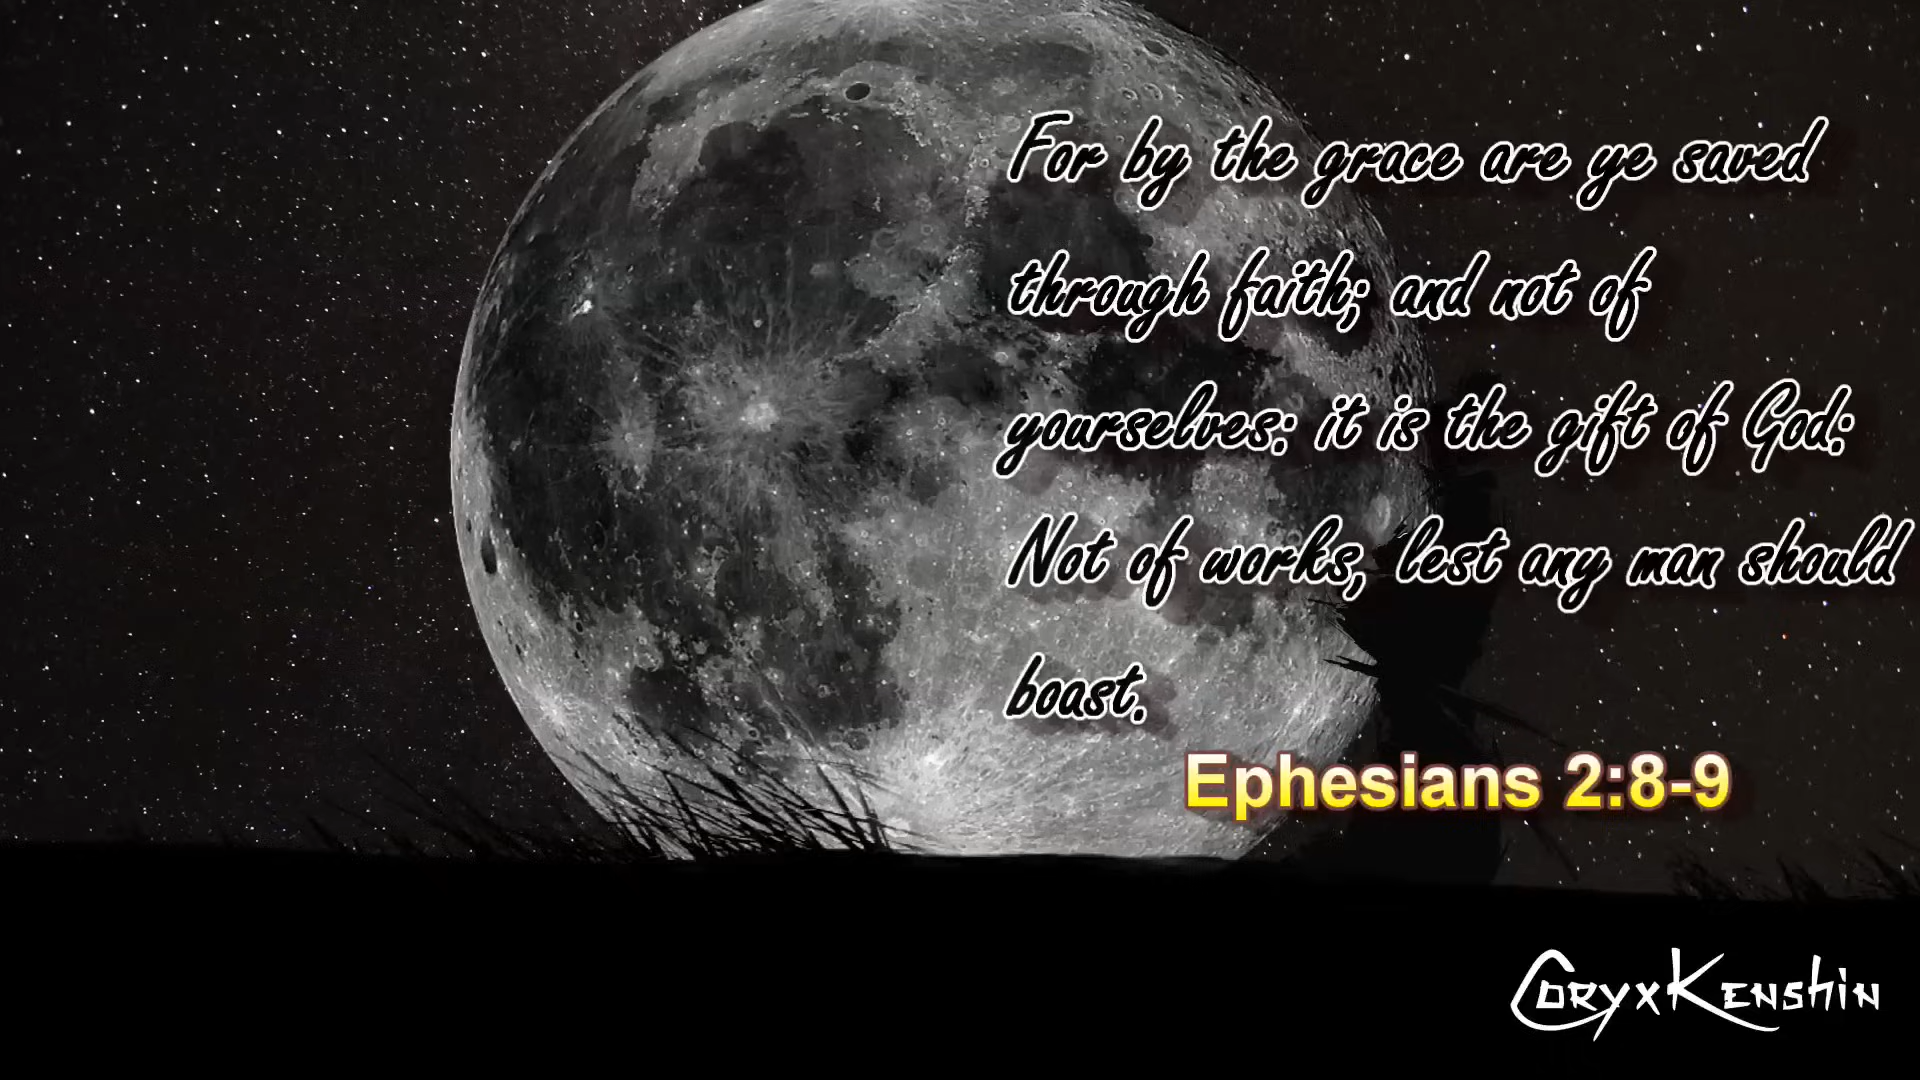 For by the grace are ye saved
through faith; and not of
yourselves: it is the gift of God:
Not of works, lest any man should
boast.
Ephesians 2:8-9
CoryxKenshin